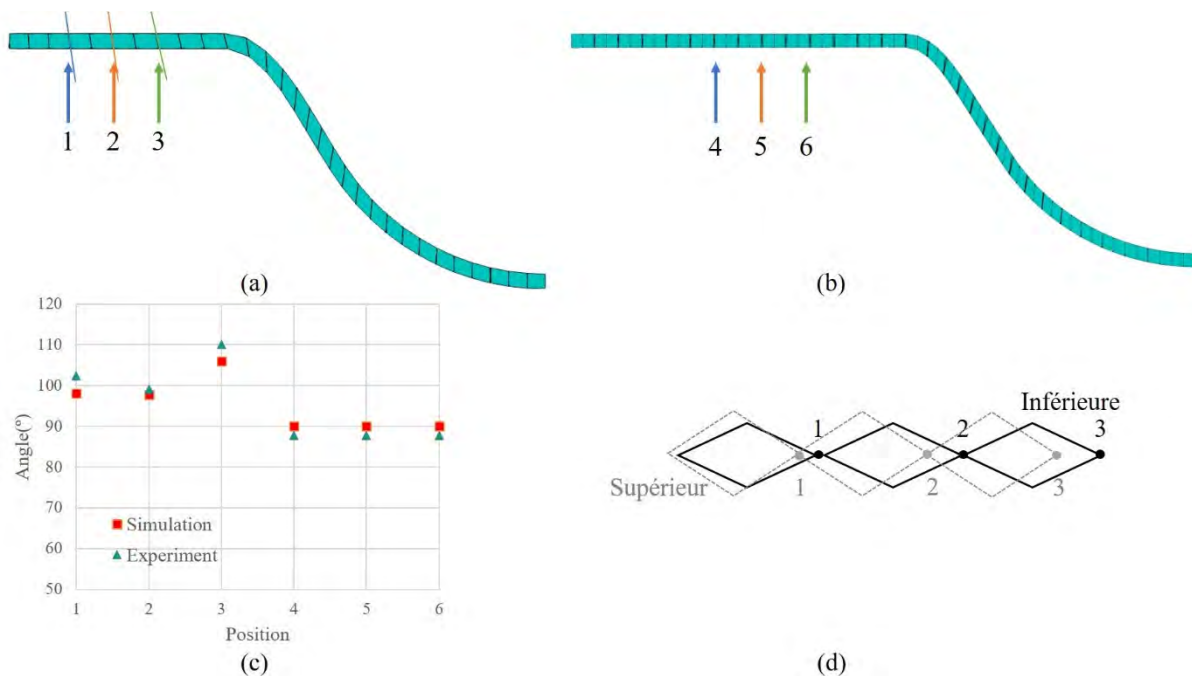 1 2 3
4 5 6
(a)
(b)
120
110
100
90
80
70
60
50
Angle(º)
Simulation
Experiment
1 2 3 4 5 6
Position
(c)
Inférieure
1 2 3
Supérieur
1 2 3
(d)